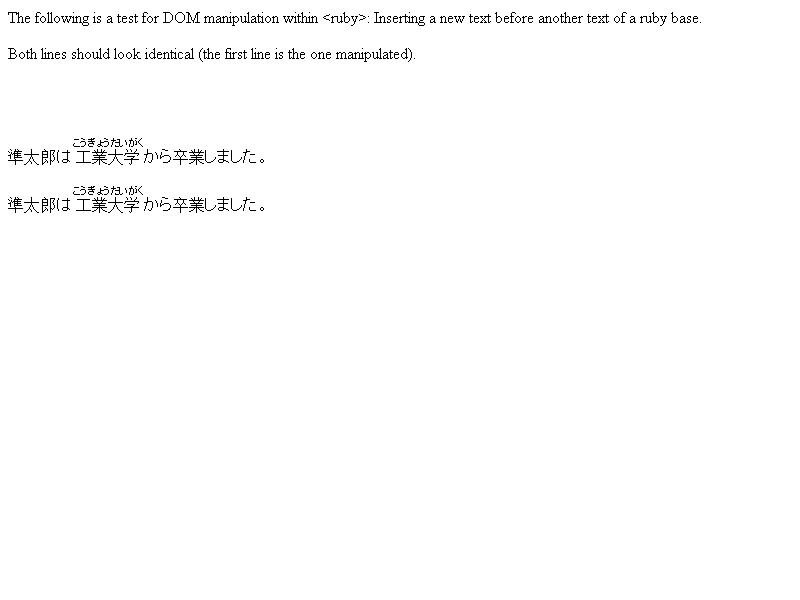 The following is a test for DOM manipulation within <ruby>: Inserting a new text before another text of a ruby base.
Both lines should look identical (the first line is the one manipulated).
こうぎょうだいがく
準太郎は工業大学から卒業しました。
こうぎょうだいがく
準太郎は工業大学から卒業しました。